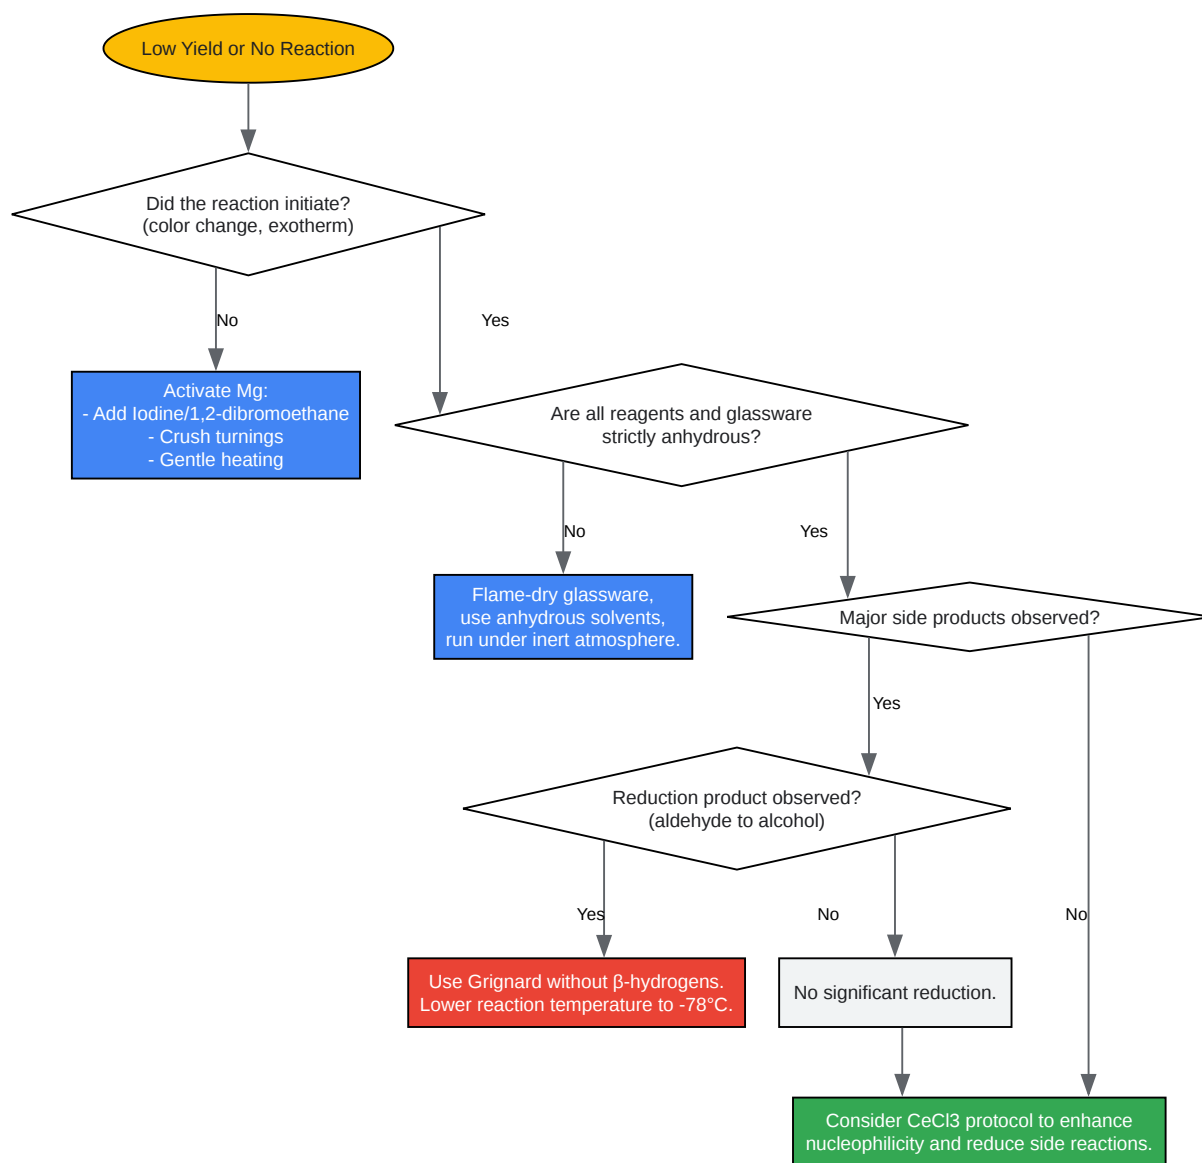 Low Yield or No Reaction
Did the reaction initiate?
(color change, exotherm)
No
Yes
Activate Mg:
- Add Iodine/1,2-dibromoethane
- Crush turnings
- Gentle heating
Are all reagents and glassware
strictly anhydrous?
No
Yes
Flame-dry glassware,
use anhydrous solvents,
run under inert atmosphere.
Major side products observed?
Yes
Reduction product observed?
(aldehyde to alcohol)
Yes
No
No
Use Grignard without β-hydrogens.
Lower reaction temperature to -78°C.
No significant reduction.
Consider CeCl3 protocol to enhance
nucleophilicity and reduce side reactions.